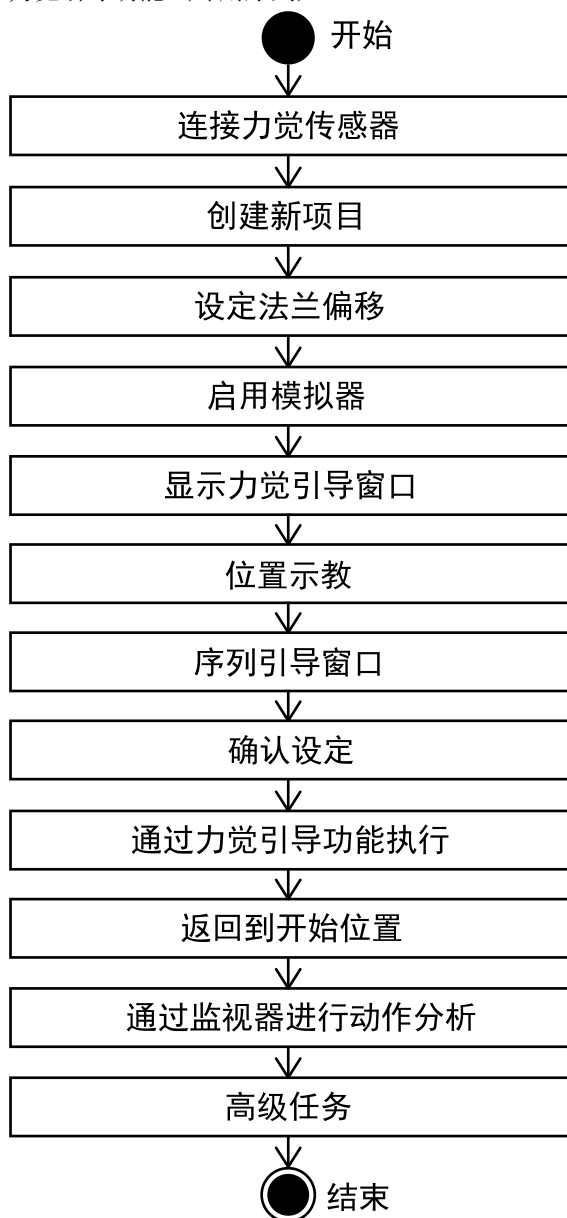 开始
连接力觉传感器
创建新项目
设定法兰偏移
启用模拟器
显示力觉引导窗口
位置示教
序列引导窗口
确认设定
通过力觉引导功能执行
返回到开始位置
通过监视器进行动作分析
高级任务
结束